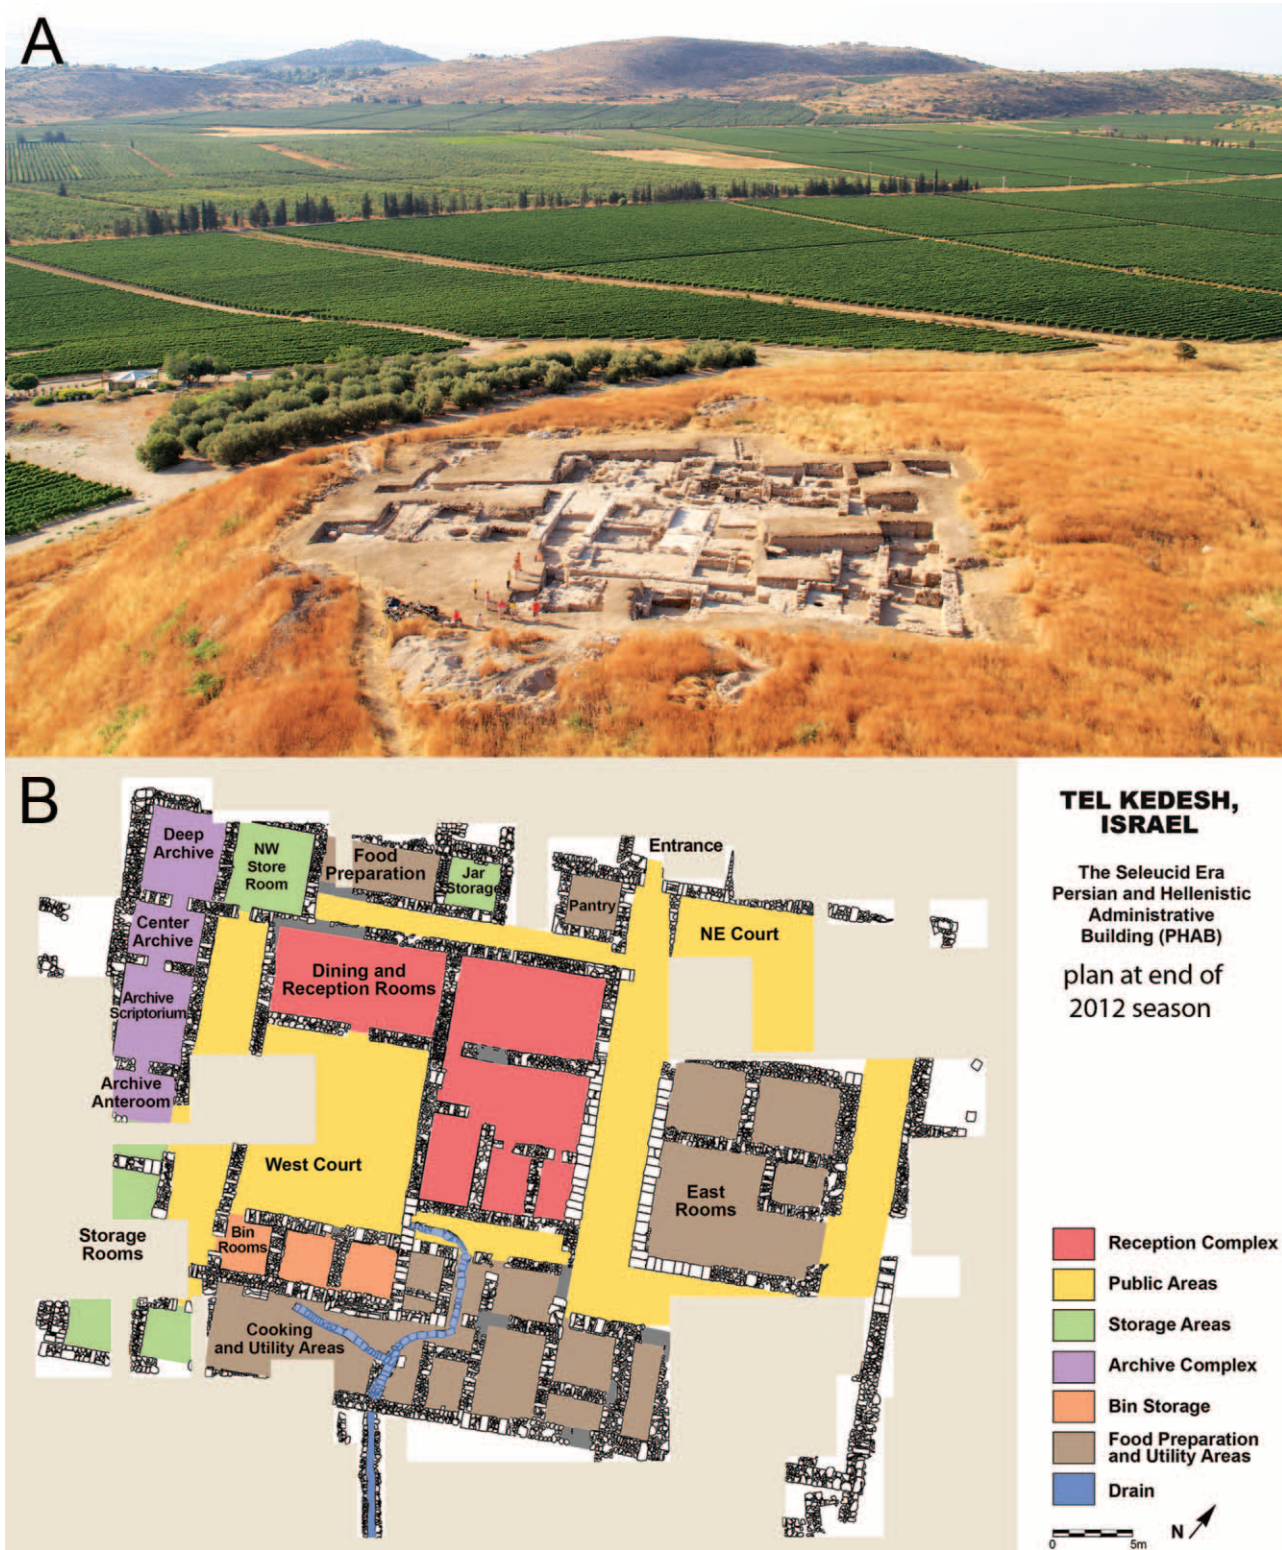 A
B
Deep
Archive
NW
Store
Room
Food
Preparation
Jar
Storage
Entrance
Pantry
NE Court
Center
Archive
Dining and
Reception Rooms
Archive
Scriptorium
Archive
Anteroom
West Court
East
Rooms
Storage
Rooms
Bin
Rooms
Cooking
and Utility Areas
TEL KEDESH,
ISRAEL
The Seleucid Era
Persian and Hellenistic
Administrative
Building (PHAB)
plan at end of
2012 season
Reception Complex
Public Areas
Storage Areas
Archive Complex
Bin Storage
Food Preparation
and Utility Areas
Drain
N
0 5m